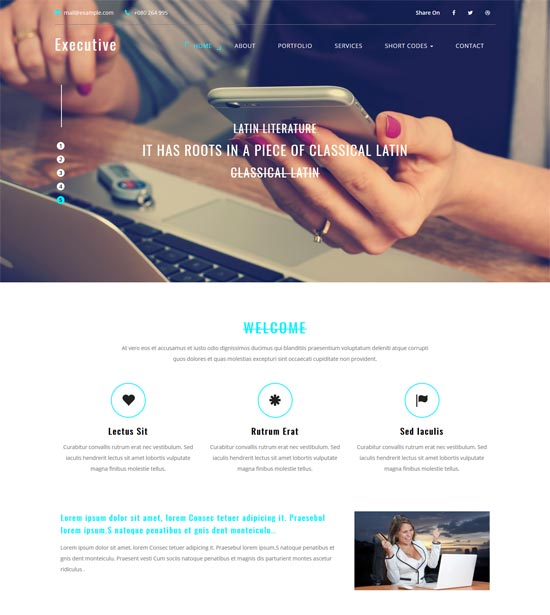 mail@example.com +080 264 995 Share On
Executive
HOME ABOUT PORTFOLIO SERVICES SHORT CODES CONTACT
LATIN LITERATURE
IT HAS ROOTS IN A PIECE OF CLASSICAL LATIN
CLASSICAL LATIN
1
2
3
4
5
WELCOME
At vero eos et accusamus et iusto odio dignissimos ducimus qui blanditiis praesentium voluptatum deleniti atque corrupti
quos dolores et quas molestias excepturi sint occaecati cupiditate non provident.
Lectus Sit Rutrum Erat Sed Iaculis
Curabitur convallis rutrum erat nec vestibulum. Sed Curabitur convallis rutrum erat nec vestibulum. Sed Curabitur convallis rutrum erat nec vestibulum. Sed
iaculis hendrerit lectus sit amet lobortis vulputate iaculis hendrerit lectus sit amet lobortis vulputate iaculis hendrerit lectus sit amet lobortis vulputate
magna finibus molestie tellus. magna finibus molestie tellus. magna finibus molestie tellus.
Lorem ipsum dolor sit amet, lorem Consec tetuer adipicing it. Praesebul
lorem ipsum.S natoque penatibus et gnis dent monteiculo..
Lorem ipsum dolor sit amet, lorem Consec tetuer adipicing it Praesebul lorem ipsum.S natoque penatibus et
gnis dent monteiculo. Praesent vestl Cum sociis natoque et magnis dis parturient montes ascetur
ridiculus..